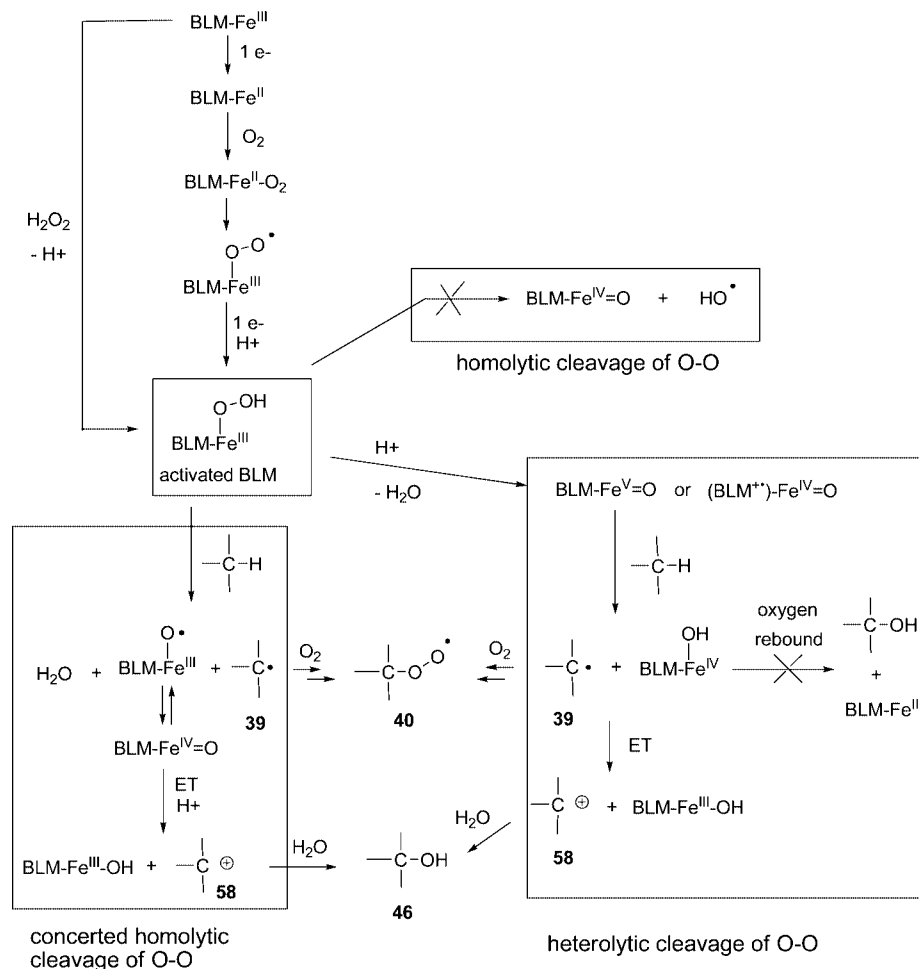 BLM-Fe^III
1 e-
BLM-Fe^II
O₂
BLM-Fe^II-O₂
H₂O₂
- H+
O-O•
BLM-Fe^III
1 e-
H+
BLM-Fe^IV=O + HO•
homolytic cleavage of O-O
O-OH
BLM-Fe^III
activated BLM
H+
- H₂O
BLM-Fe^V=O or (BLM^+•)-Fe^IV=O
C-H
C-H
O•
H₂O + BLM-Fe^III + C•
39
BLM-Fe^IV=O
ET
H+
BLM-Fe^III-OH + C ⊕
58
concerted homolytic
cleavage of O-O
O₂
C-O-O•
40
O₂
H₂O
C-OH
46
H₂O
OH
C• + BLM-Fe^IV
39
oxygen
rebound
C-OH
+
BLM-Fe^III
ET
C ⊕ + BLM-Fe^III-OH
58
heterolytic cleavage of O-O